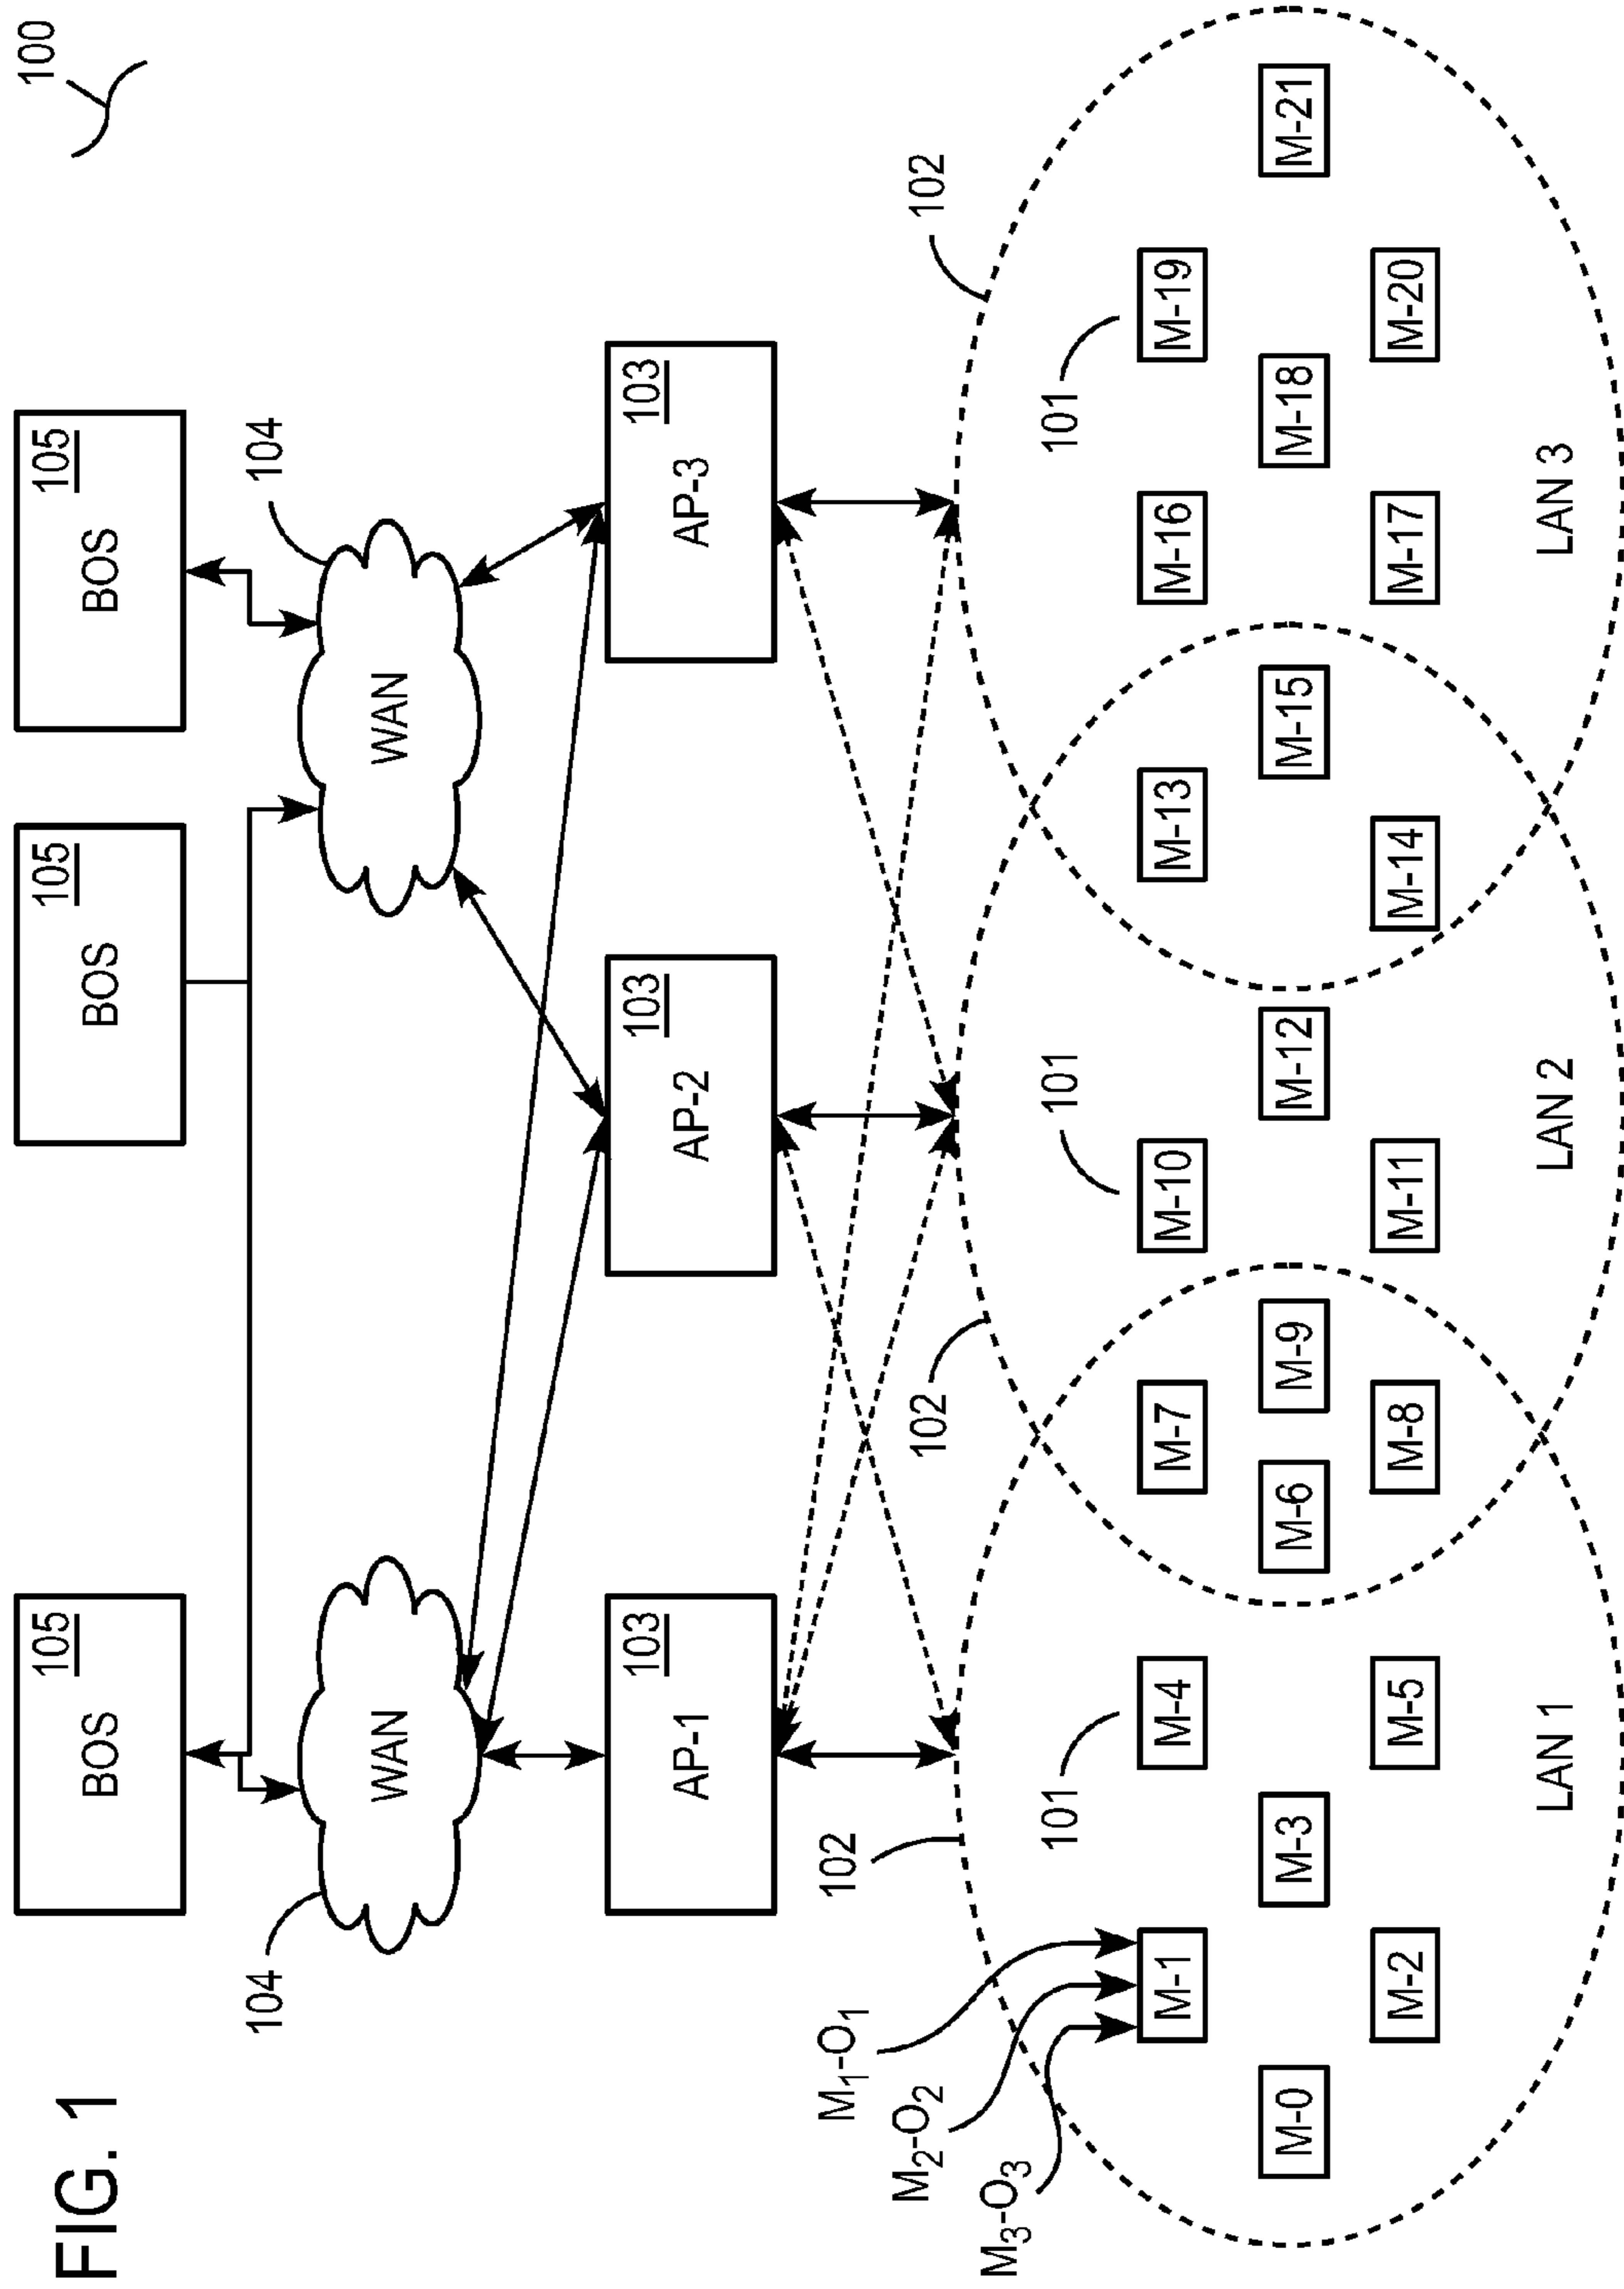 FIG. 1
100
BOS
105
BOS
105
BOS
105
104
WAN
104
WAN
AP-1
103
AP-2
103
AP-3
103
102
102
102
M₁-O₁
M₂-O₂
M₃-O₃
101
101
101
M-1
M-4
M-7
M-10
M-13
M-16
M-19
M-0
M-3
M-6
M-9
M-12
M-15
M-18
M-21
M-2
M-5
M-8
M-11
M-14
M-17
M-20
LAN 1
LAN 2
LAN 3